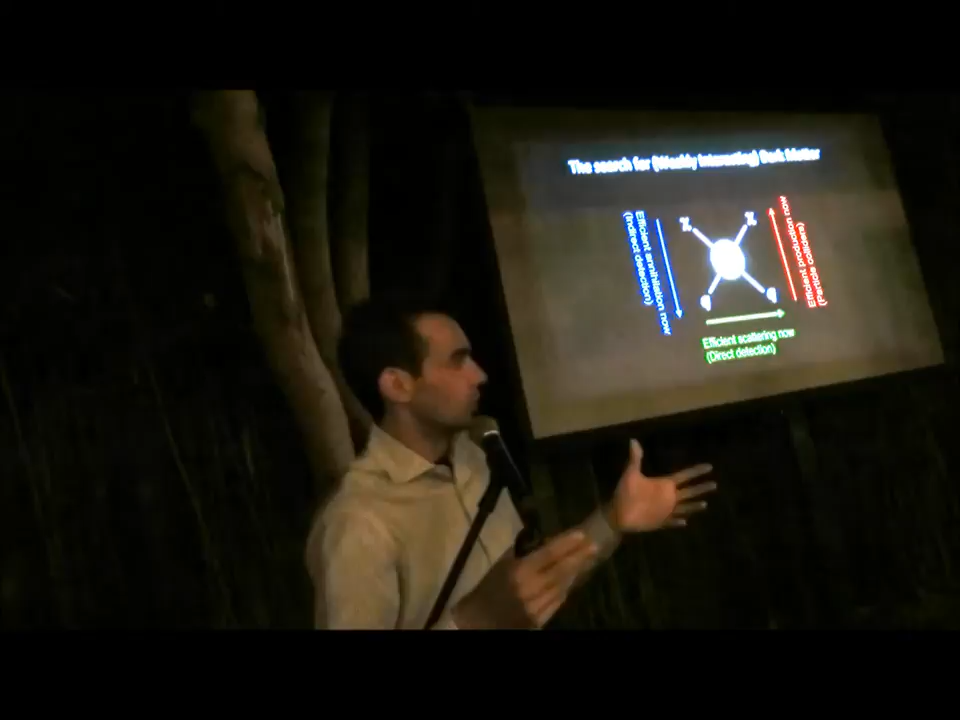 The search for (Weakly Interacting) Dark Matter
Efficient annihilation now
(Indirect detection)
χ
χ
q
q
Efficient production now
(Particle colliders)
Efficient scattering now
(Direct detection)